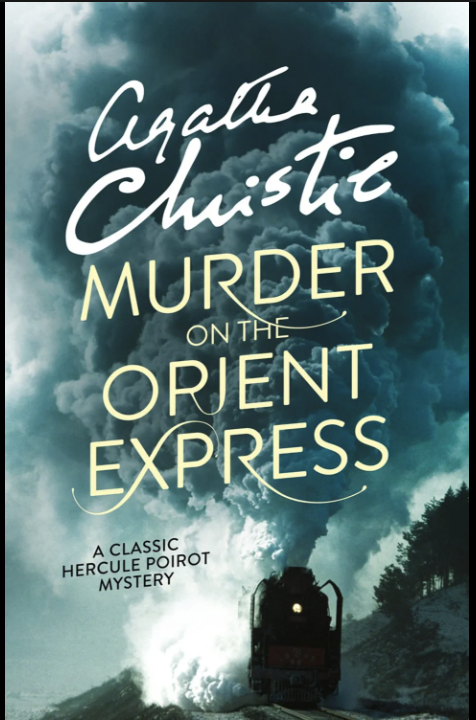 Agatha
Christie
MURDER
ON THE
ORIENT
EXPRESS
A CLASSIC
HERCULE POIROT
MYSTERY